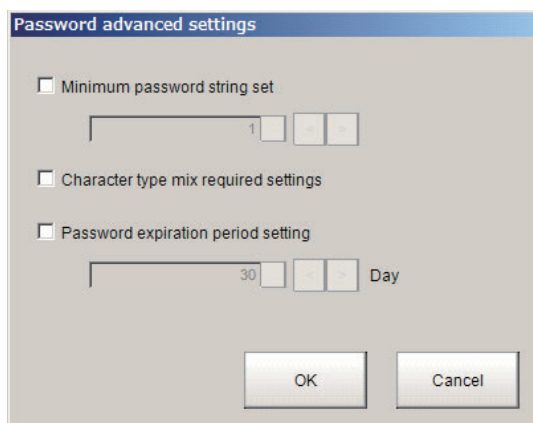 Password advanced settings
Minimum password string set
1 < >
Character type mix required settings
Password expiration period setting
30 < > Day
OK Cancel